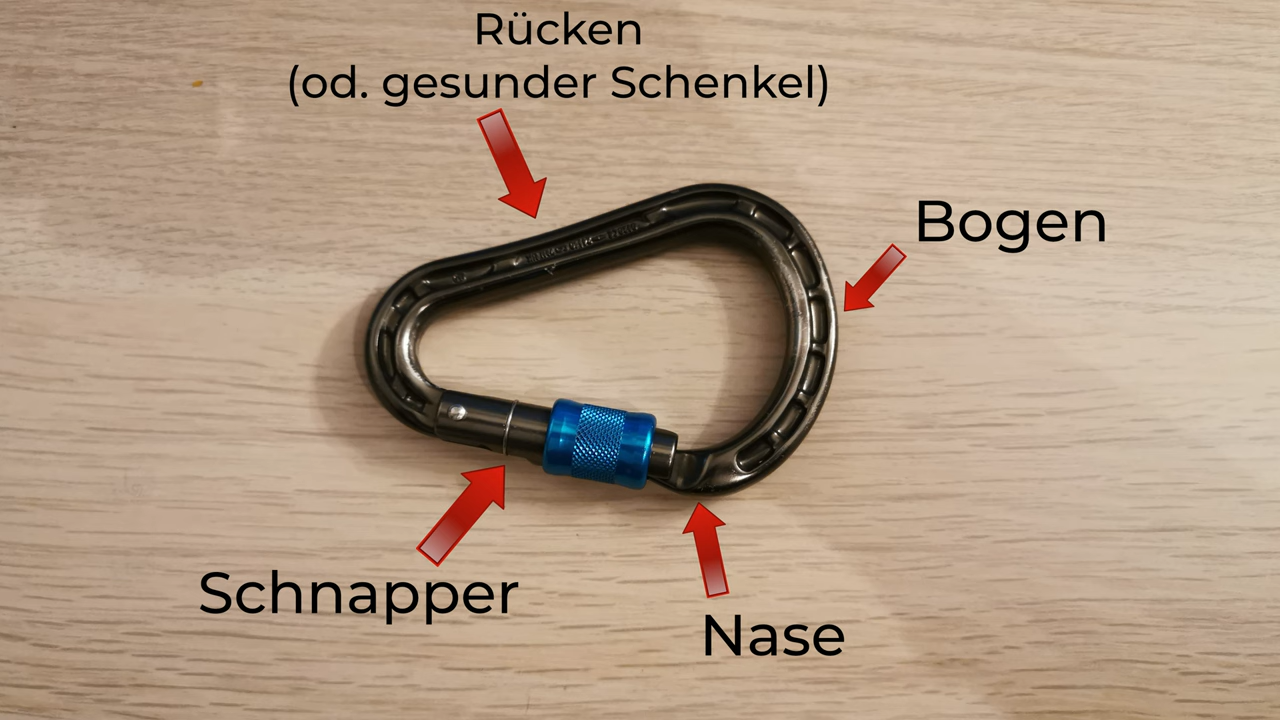 Rücken
(od. gesunder Schenkel)
Bogen
Schnapper
Nase